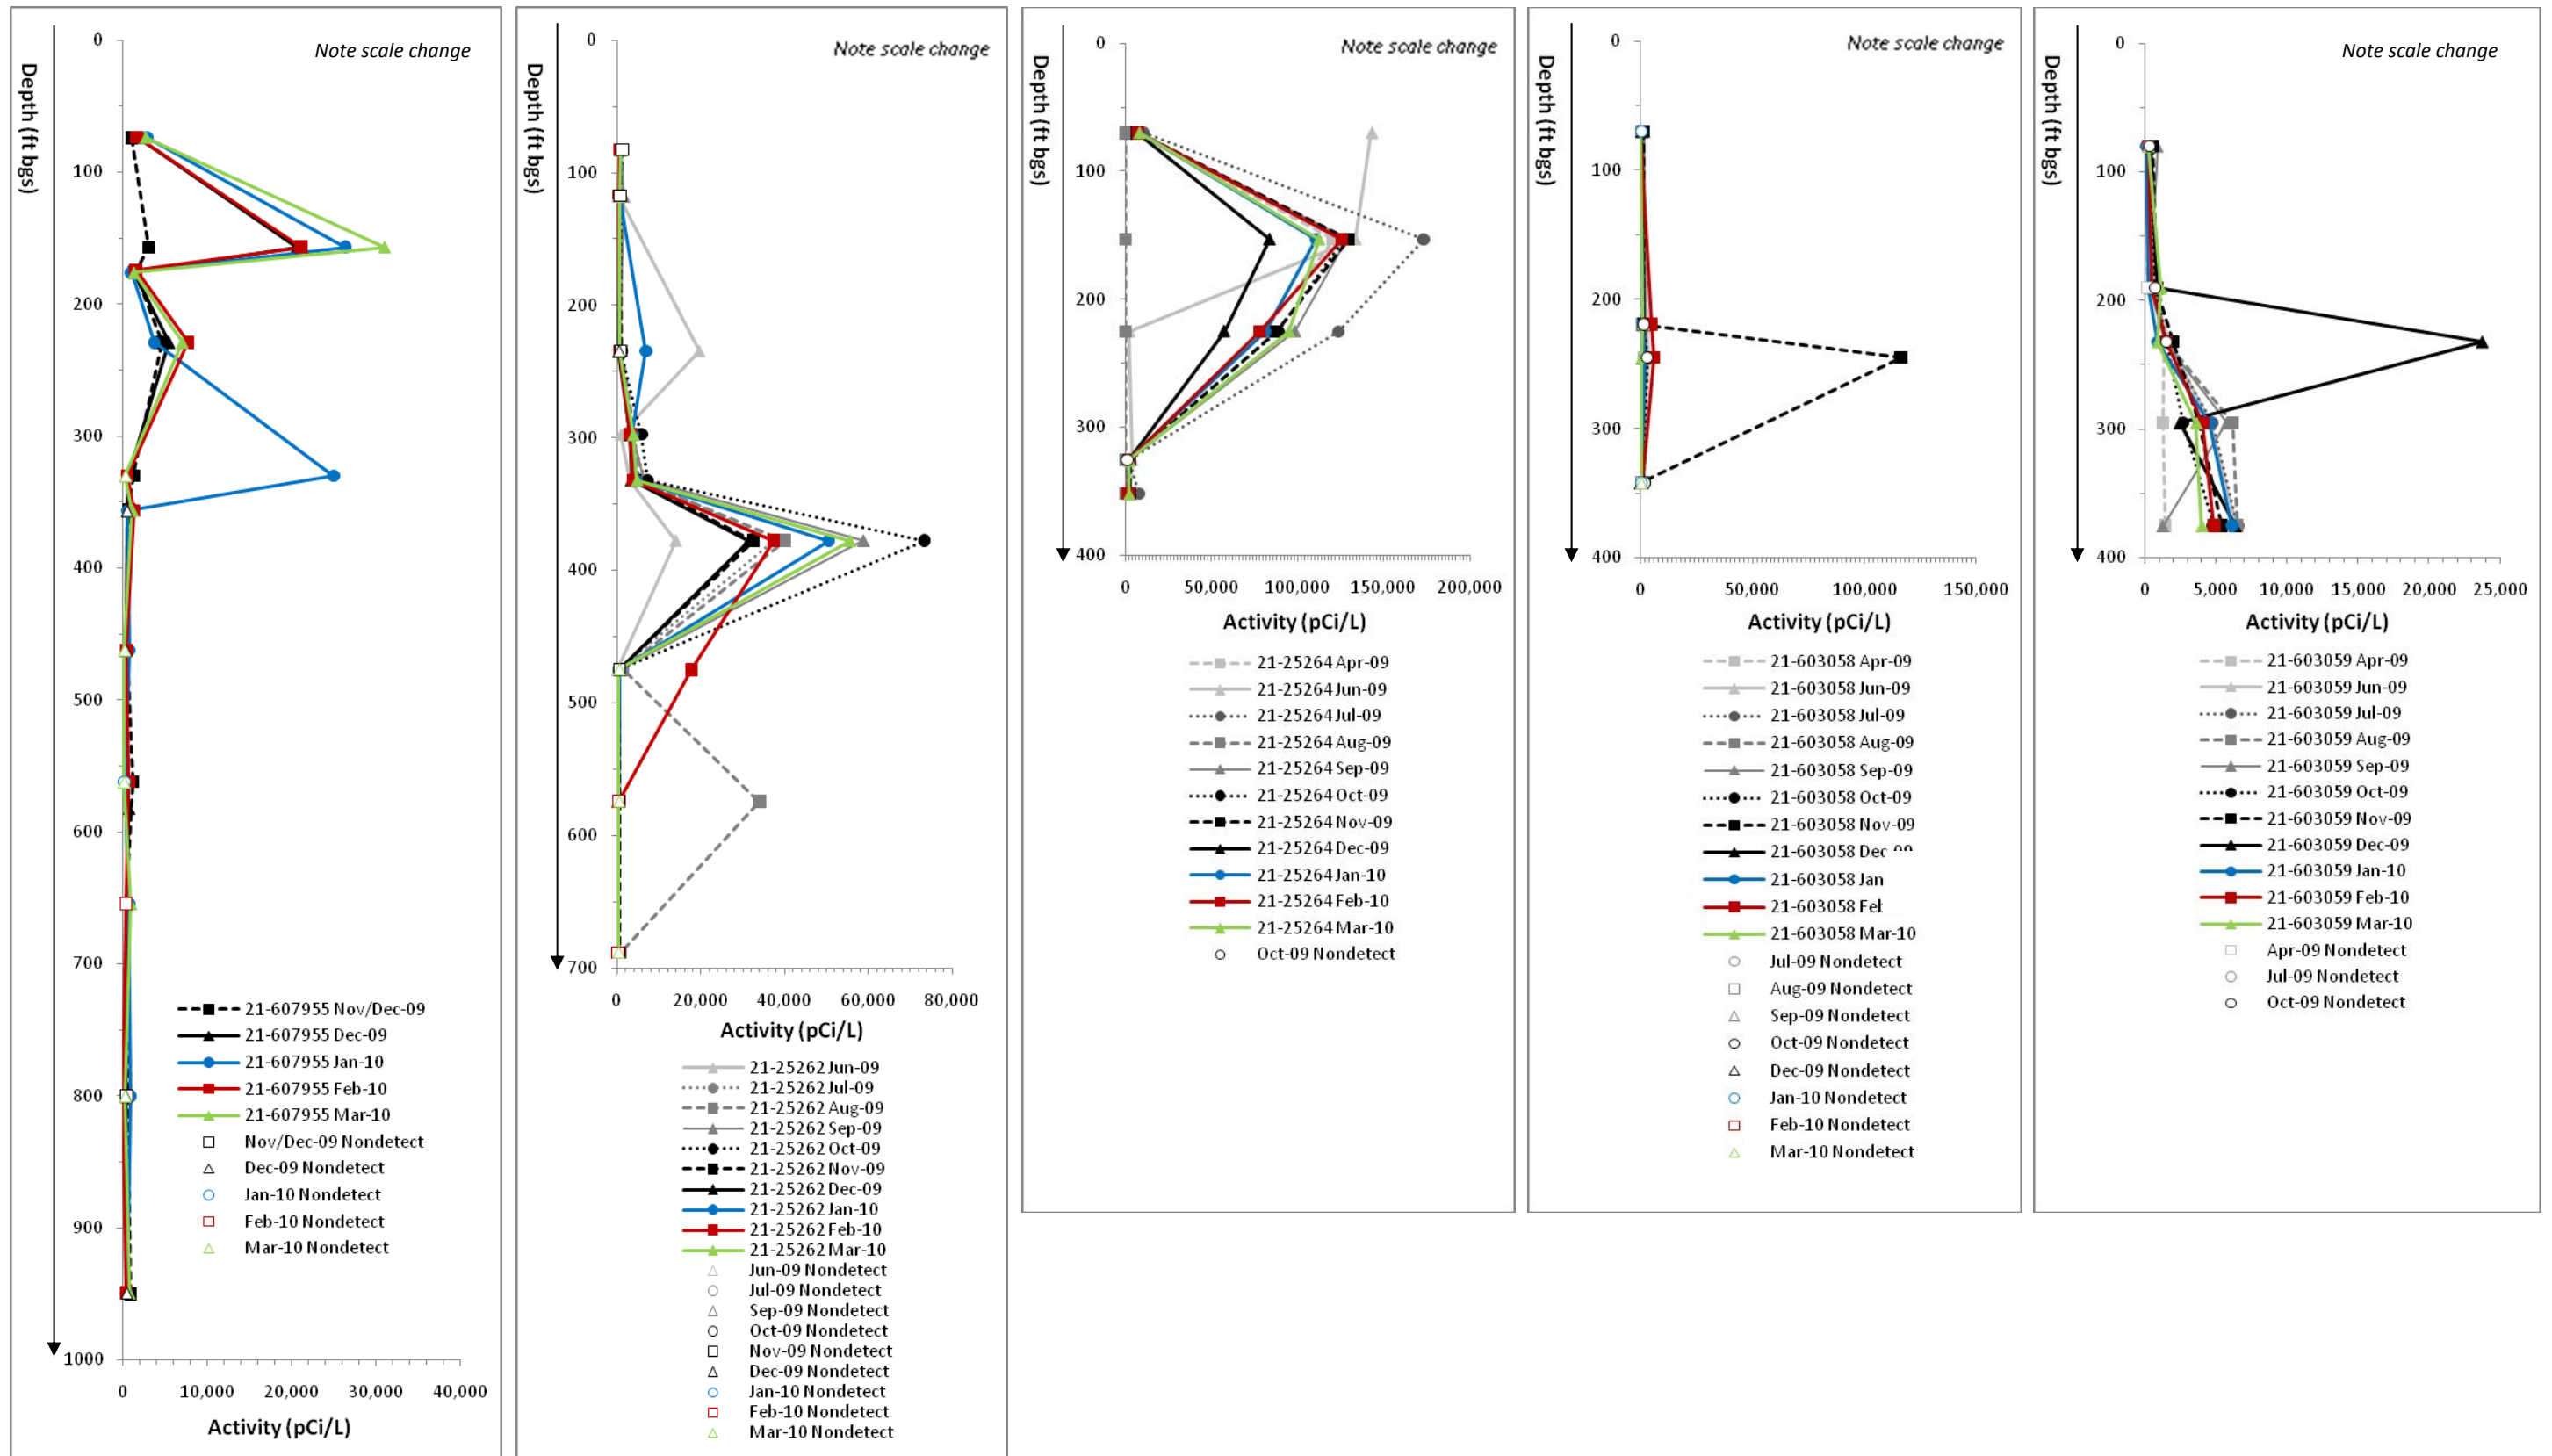 Note scale change
Depth (ft bgs)
0
100
200
300
400
500
600
700
800
900
1000
0 10,000 20,000 30,000 40,000
Activity (pCi/L)
21-607955 Nov/Dec-09
21-607955 Dec-09
21-607955 Jan-10
21-607955 Feb-10
21-607955 Mar-10
Nov/Dec-09 Nondetect
Dec-09 Nondetect
Jan-10 Nondetect
Feb-10 Nondetect
Mar-10 Nondetect
Note scale change
Depth (ft bgs)
0
100
200
300
400
500
600
700
0 20,000 40,000 60,000 80,000
Activity (pCi/L)
21-25262 Jun-09
21-25262 Jul-09
21-25262 Aug-09
21-25262 Sep-09
21-25262 Oct-09
21-25262 Nov-09
21-25262 Dec-09
21-25262 Jan-10
21-25262 Feb-10
21-25262 Mar-10
Jun-09 Nondetect
Jul-09 Nondetect
Sep-09 Nondetect
Oct-09 Nondetect
Nov-09 Nondetect
Dec-09 Nondetect
Jan-10 Nondetect
Feb-10 Nondetect
Mar-10 Nondetect
Note scale change
Depth (ft bgs)
0
100
200
300
400
0 50,000 100,000 150,000 200,000
Activity (pCi/L)
21-25264 Apr-09
21-25264 Jun-09
21-25264 Jul-09
21-25264 Aug-09
21-25264 Sep-09
21-25264 Oct-09
21-25264 Nov-09
21-25264 Dec-09
21-25264 Jan-10
21-25264 Feb-10
21-25264 Mar-10
Oct-09 Nondetect
Note scale change
Depth (ft bgs)
0
100
200
300
400
0 50,000 100,000 150,000
Activity (pCi/L)
21-603058 Apr-09
21-603058 Jun-09
21-603058 Jul-09
21-603058 Aug-09
21-603058 Sep-09
21-603058 Oct-09
21-603058 Nov-09
21-603058 Dec
21-603058 Jan
21-603058
21-603058 Mar-10
Jul-09 Nondetect
Aug-09 Nondetect
Sep-09 Nondetect
Oct-09 Nondetect
Dec-09 Nondetect
Jan-10 Nondetect
Feb-10 Nondetect
Mar-10 Nondetect
Note scale change
Depth (ft bgs)
0
100
200
300
400
0 5,000 10,000 15,000 20,000 25,000
Activity (pCi/L)
21-603059 Apr-09
21-603059 Jun-09
21-603059 Jul-09
21-603059 Aug-09
21-603059 Sep-09
21-603059 Oct-09
21-603059 Nov-09
21-603059 Dec-09
21-603059 Jan-10
21-603059 Feb-10
21-603059 Mar-10
Apr-09 Nondetect
Jul-09 Nondetect
Oct-09 Nondetect